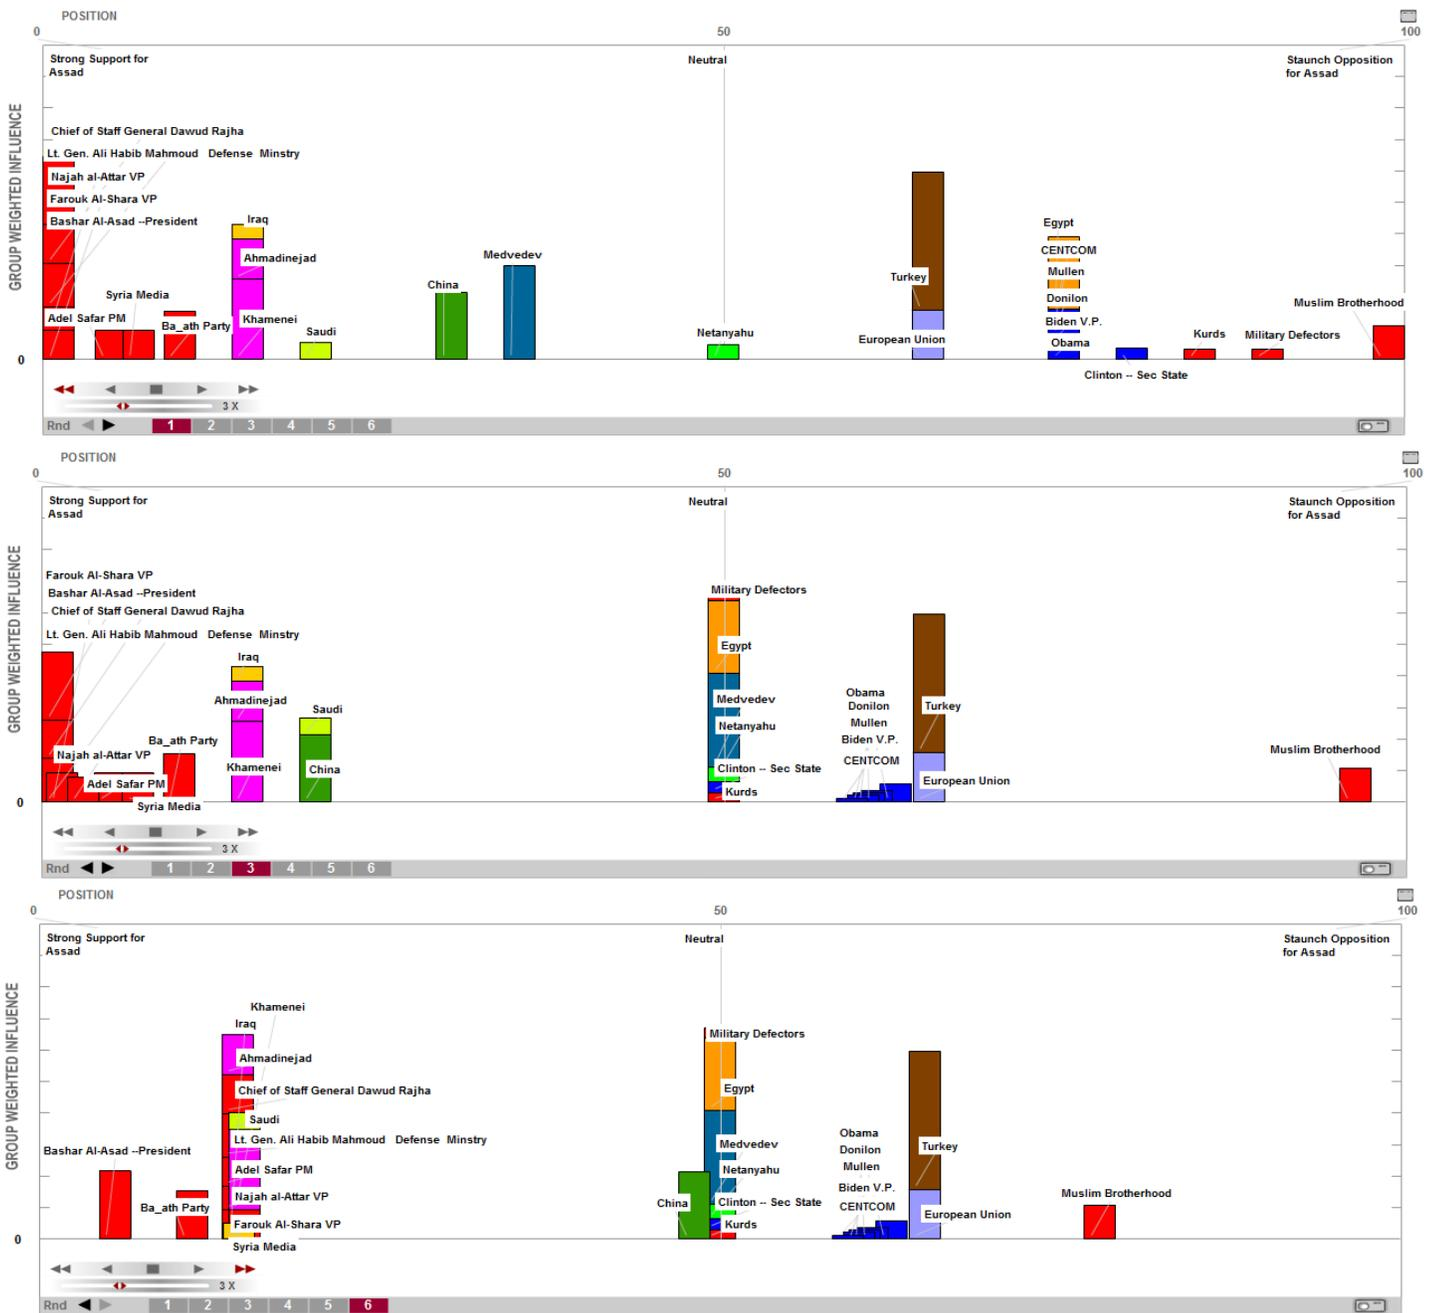 POSITION
0
50
100
Strong Support for
Assad
Neutral
Staunch Opposition
for Assad
GROUP WEIGHTED INFLUENCE
Chief of Staff General Dawud Rajha
Lt. Gen. Ali Habib Mahmoud Defense Minstry
Najah al-Attar VP
Farouk Al-Shara VP
Bashar Al-Asad --President
Iraq
Egypt
CENTCOM
Ahmadinejad
Medvedev
Mullen
Turkey
China
Syria Media
Donilon
Muslim Brotherhood
Adel Safar PM
Ba_ath Party
Khamenei
Saudi
Netanyahu
European Union
Biden V.P.
Obama
Kurds
Military Defectors
0
Clinton -- Sec State
3 X
Rnd 1 2 3 4 5 6
POSITION
0
50
100
Strong Support for
Assad
Neutral
Staunch Opposition
for Assad
GROUP WEIGHTED INFLUENCE
Farouk Al-Shara VP
Bashar Al-Asad --President
Chief of Staff General Dawud Rajha
Lt. Gen. Ali Habib Mahmoud Defense Minstry
Military Defectors
Egypt
Iraq
Ahmadinejad
Saudi
Medvedev
Obama
Donilon
Turkey
Netanyahu
Mullen
Ba_ath Party
Biden V.P.
Muslim Brotherhood
Najah al-Attar VP
CENTCOM
Khamenei
China
Clinton -- Sec State
Adel Safar PM
European Union
Kurds
0
Syria Media
3 X
Rnd 1 2 3 4 5 6
POSITION
0
50
100
Strong Support for
Assad
Neutral
Staunch Opposition
for Assad
GROUP WEIGHTED INFLUENCE
Khamenei
Iraq
Military Defectors
Ahmadinejad
Chief of Staff General Dawud Rajha
Egypt
Saudi
Obama
Lt. Gen. Ali Habib Mahmoud Defense Minstry
Medvedev
Donilon
Turkey
Bashar Al-Asad --President
Adel Safar PM
Netanyahu
Mullen
Biden V.P.
Muslim Brotherhood
Najah al-Attar VP
China
Clinton -- Sec State
CENTCOM
Ba_ath Party
European Union
Farouk Al-Shara VP
Kurds
0
Syria Media
3 X
Rnd 1 2 3 4 5 6